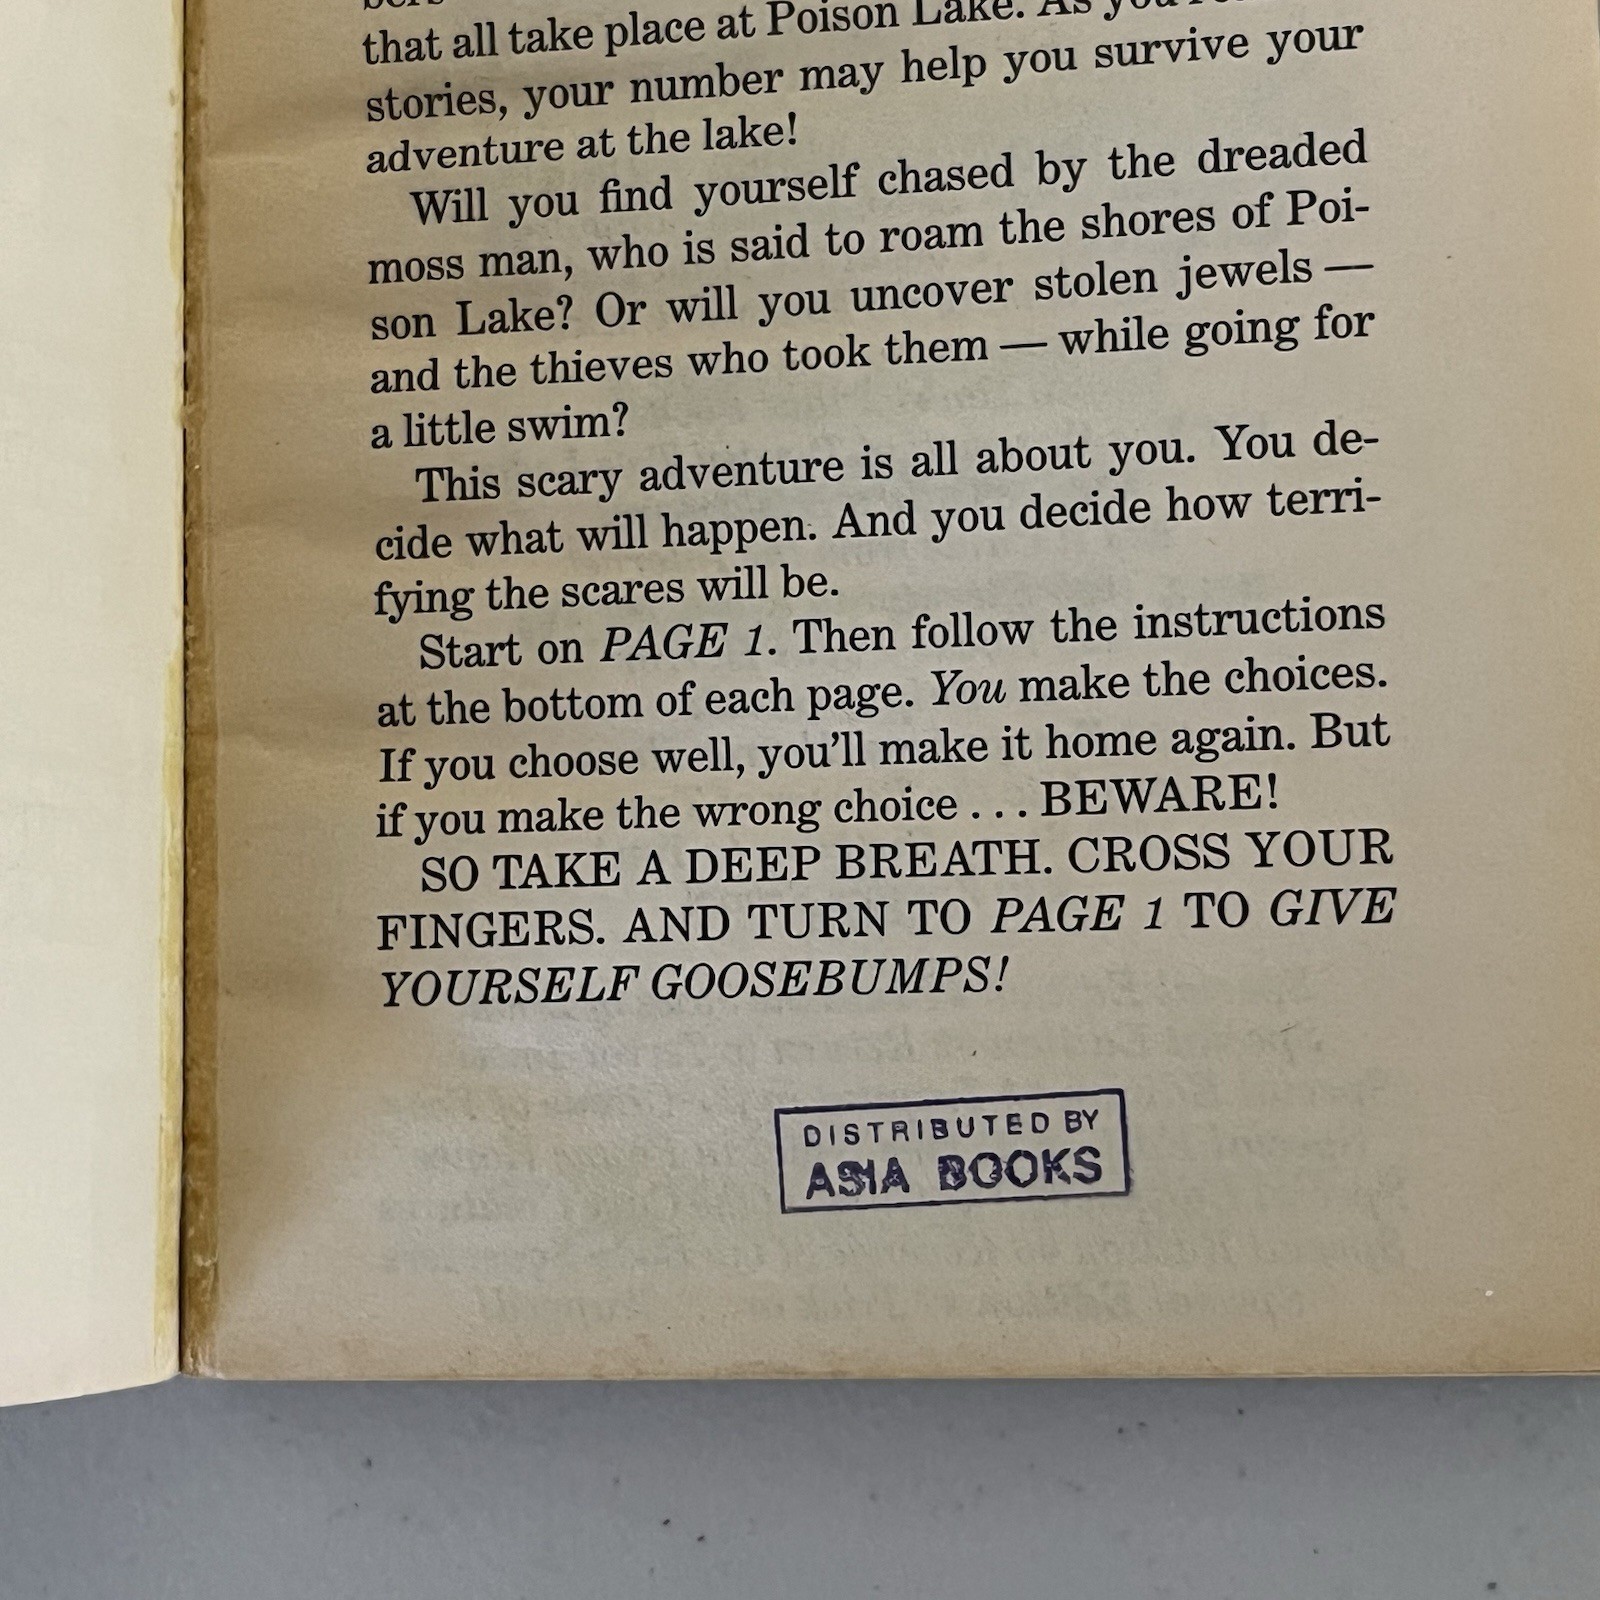 that all take place at Poison Lake. As you
stories, your number may help you survive your
adventure at the lake!
Will you find yourself chased by the dreaded
moss man, who is said to roam the shores of Poi-
son Lake? Or will you uncover stolen jewels —
and the thieves who took them — while going for
a little swim?
This scary adventure is all about you. You de-
cide what will happen. And you decide how terri-
fying the scares will be.
Start on PAGE 1. Then follow the instructions
at the bottom of each page. You make the choices.
If you choose well, you'll make it home again. But
if you make the wrong choice . . . BEWARE!
SO TAKE A DEEP BREATH. CROSS YOUR
FINGERS. AND TURN TO PAGE 1 TO GIVE
YOURSELF GOOSEBUMPS!
DISTRIBUTED BY
ASIA BOOKS